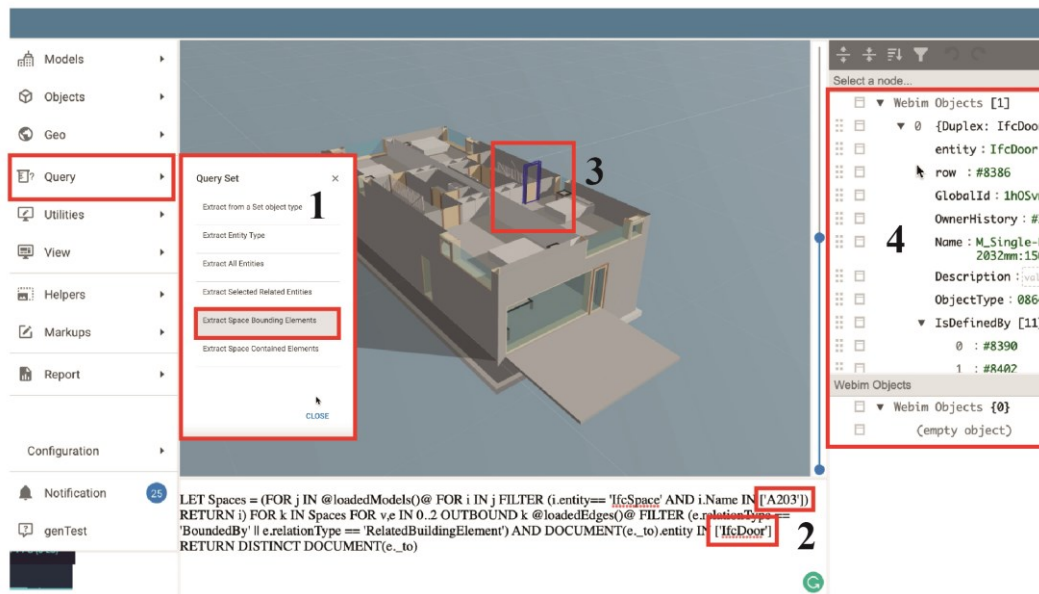 Models
Objects
Geo
Query
Utilities
View
Helpers
Markups
Report
Configuration
Notification
25
genTest
Query Set
×
Extract from a Set object type
1
Extract Entity Type
Extract All Entities
Extract Selected Related Entities
Extract Space Bounding Elements
Extract Space Contained Elements
CLOSE
3
LET Spaces = (FOR j IN @loadedModels()@ FOR i IN j FILTER (i.entity== 'IfcSpace' AND i.Name IN ['A203'])
RETURN i) FOR k IN Spaces FOR v,e IN 0..2 OUTBOUND k @loadedEdges()@ FILTER (e.relationType ==
'BoundedBy' || e.relationType == 'RelatedBuildingElement') AND DOCUMENT(e._to).entity IN ['IfcDoor']
RETURN DISTINCT DOCUMENT(e._to)
2
Select a node...
Webim Objects [1]
0 {Duplex: IfcDoor
entity : IfcDoor
row : #8386
GlobalId : 1hOSv
OwnerHistory : #
4
Name : M_Single-
2032mm:15
Description :
ObjectType : 086
IsDefinedBy [11]
0 : #8390
1 : #8402
Webim Objects
Webim Objects {0}
(empty object)